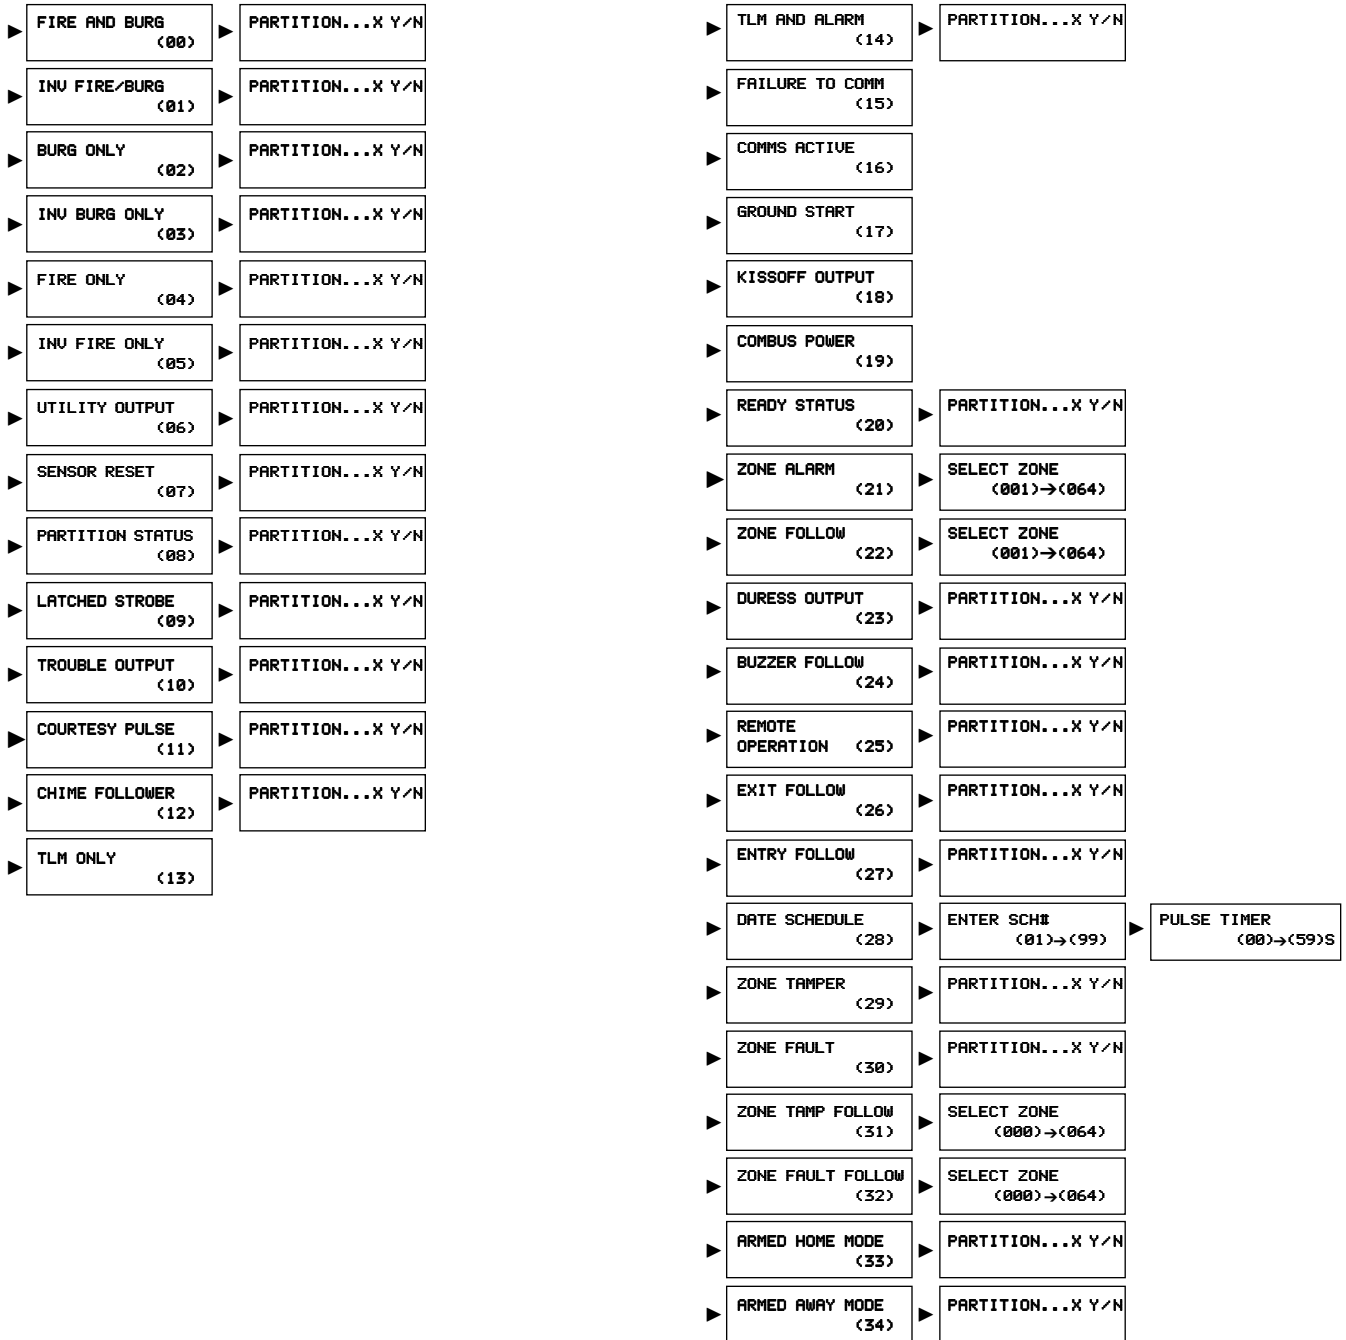 FIRE AND BURG
(00)
PARTITION...X Y/N
INV FIRE/BURG
(01)
PARTITION...X Y/N
BURG ONLY
(02)
PARTITION...X Y/N
INV BURG ONLY
(03)
PARTITION...X Y/N
FIRE ONLY
(04)
PARTITION...X Y/N
INV FIRE ONLY
(05)
PARTITION...X Y/N
UTILITY OUTPUT
(06)
PARTITION...X Y/N
SENSOR RESET
(07)
PARTITION...X Y/N
PARTITION STATUS
(08)
PARTITION...X Y/N
LATCHED STROBE
(09)
PARTITION...X Y/N
TROUBLE OUTPUT
(10)
PARTITION...X Y/N
COURTESY PULSE
(11)
PARTITION...X Y/N
CHIME FOLLOWER
(12)
PARTITION...X Y/N
TLM ONLY
(13)
TLM AND ALARM
(14)
PARTITION...X Y/N
FAILURE TO COMM
(15)
COMMS ACTIVE
(16)
GROUND START
(17)
KISSOFF OUTPUT
(18)
COMBUS POWER
(19)
READY STATUS
(20)
PARTITION...X Y/N
ZONE ALARM
(21)
SELECT ZONE
(001)→(064)
ZONE FOLLOW
(22)
SELECT ZONE
(001)→(064)
DURESS OUTPUT
(23)
PARTITION...X Y/N
BUZZER FOLLOW
(24)
PARTITION...X Y/N
REMOTE
OPERATION (25)
PARTITION...X Y/N
EXIT FOLLOW
(26)
PARTITION...X Y/N
ENTRY FOLLOW
(27)
PARTITION...X Y/N
DATE SCHEDULE
(28)
ENTER SCH#
(01)→(99)
PULSE TIMER
(00)→(59)S
ZONE TAMPER
(29)
PARTITION...X Y/N
ZONE FAULT
(30)
PARTITION...X Y/N
ZONE TAMP FOLLOW
(31)
SELECT ZONE
(000)→(064)
ZONE FAULT FOLLOW
(32)
SELECT ZONE
(000)→(064)
ARMED HOME MODE
(33)
PARTITION...X Y/N
ARMED AWAY MODE
(34)
PARTITION...X Y/N